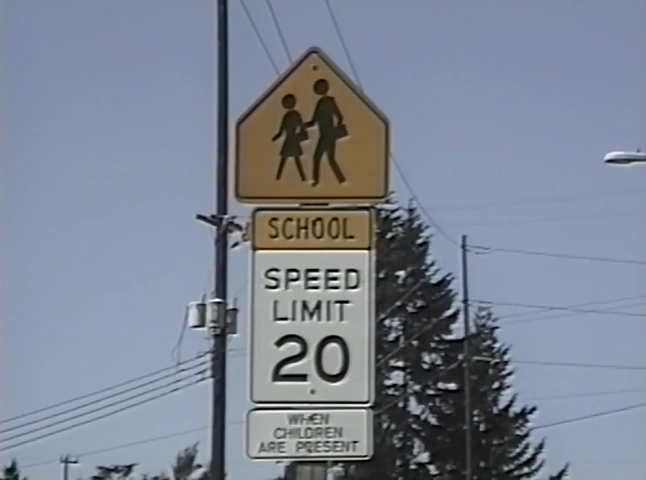 SCHOOL
SPEED
LIMIT
20
WHEN
CHILDREN
ARE PRESENT